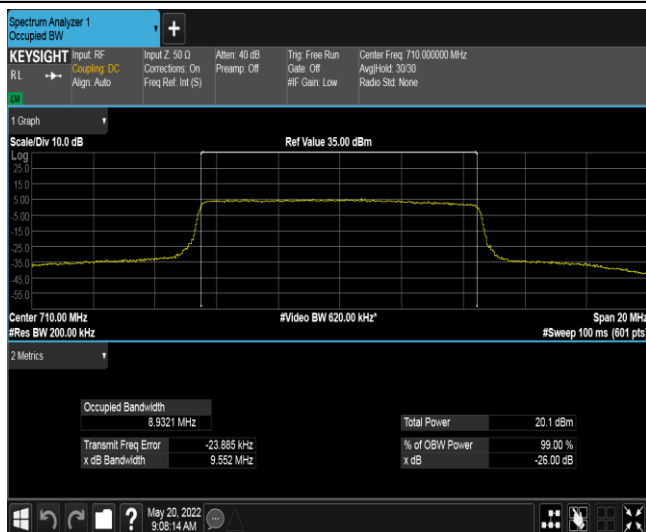 Spectrum Analyzer 1
Occupied BW
KEYSIGHT
RL
LXI
Input: RF
Coupling: DC
Align: Auto
Input Z: 50 Ω
Corrections: On
Freq Ref: Int (S)
Atten: 40 dB
Preamp: Off
Trig: Free Run
Gate: Off
#IF Gain: Low
Center Freq: 710.000000 MHz
Avg|Hold: 30/30
Radio Std: None
1 Graph
Scale/Div 10.0 dB
Ref Value 35.00 dBm
Log
25.0
15.0
5.00
-5.00
-15.0
-25.0
-35.0
-45.0
-55.0
Center 710.00 MHz
#Video BW 620.00 kHz*
Span 20 MHz
#Res BW 200.00 kHz
#Sweep 100 ms (601 pts)
2 Metrics
Occupied Bandwidth
8.9321 MHz
Total Power 20.1 dBm
Transmit Freq Error -23.885 kHz
% of OBW Power 99.00 %
x dB Bandwidth 9.552 MHz
x dB -26.00 dB
?
May 20, 2022
9:08:14 AM